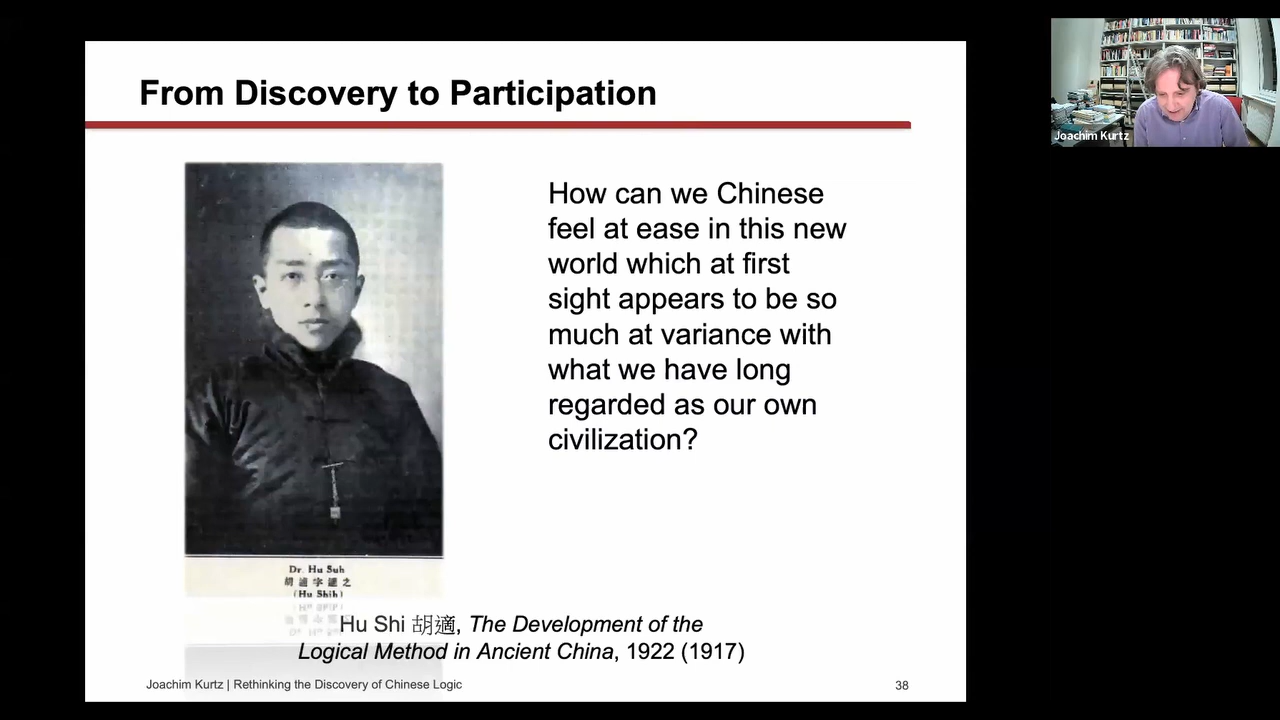 From Discovery to Participation
Joachim Kurtz
How can we Chinese
feel at ease in this new
world which at first
sight appears to be so
much at variance with
what we have long
regarded as our own
civilization?
Dr. Hu Suh
胡適字適之
(Hu Shih)
Hu Shi 胡適, The Development of the
Logical Method in Ancient China, 1922 (1917)
Joachim Kurtz | Rethinking the Discovery of Chinese Logic
38